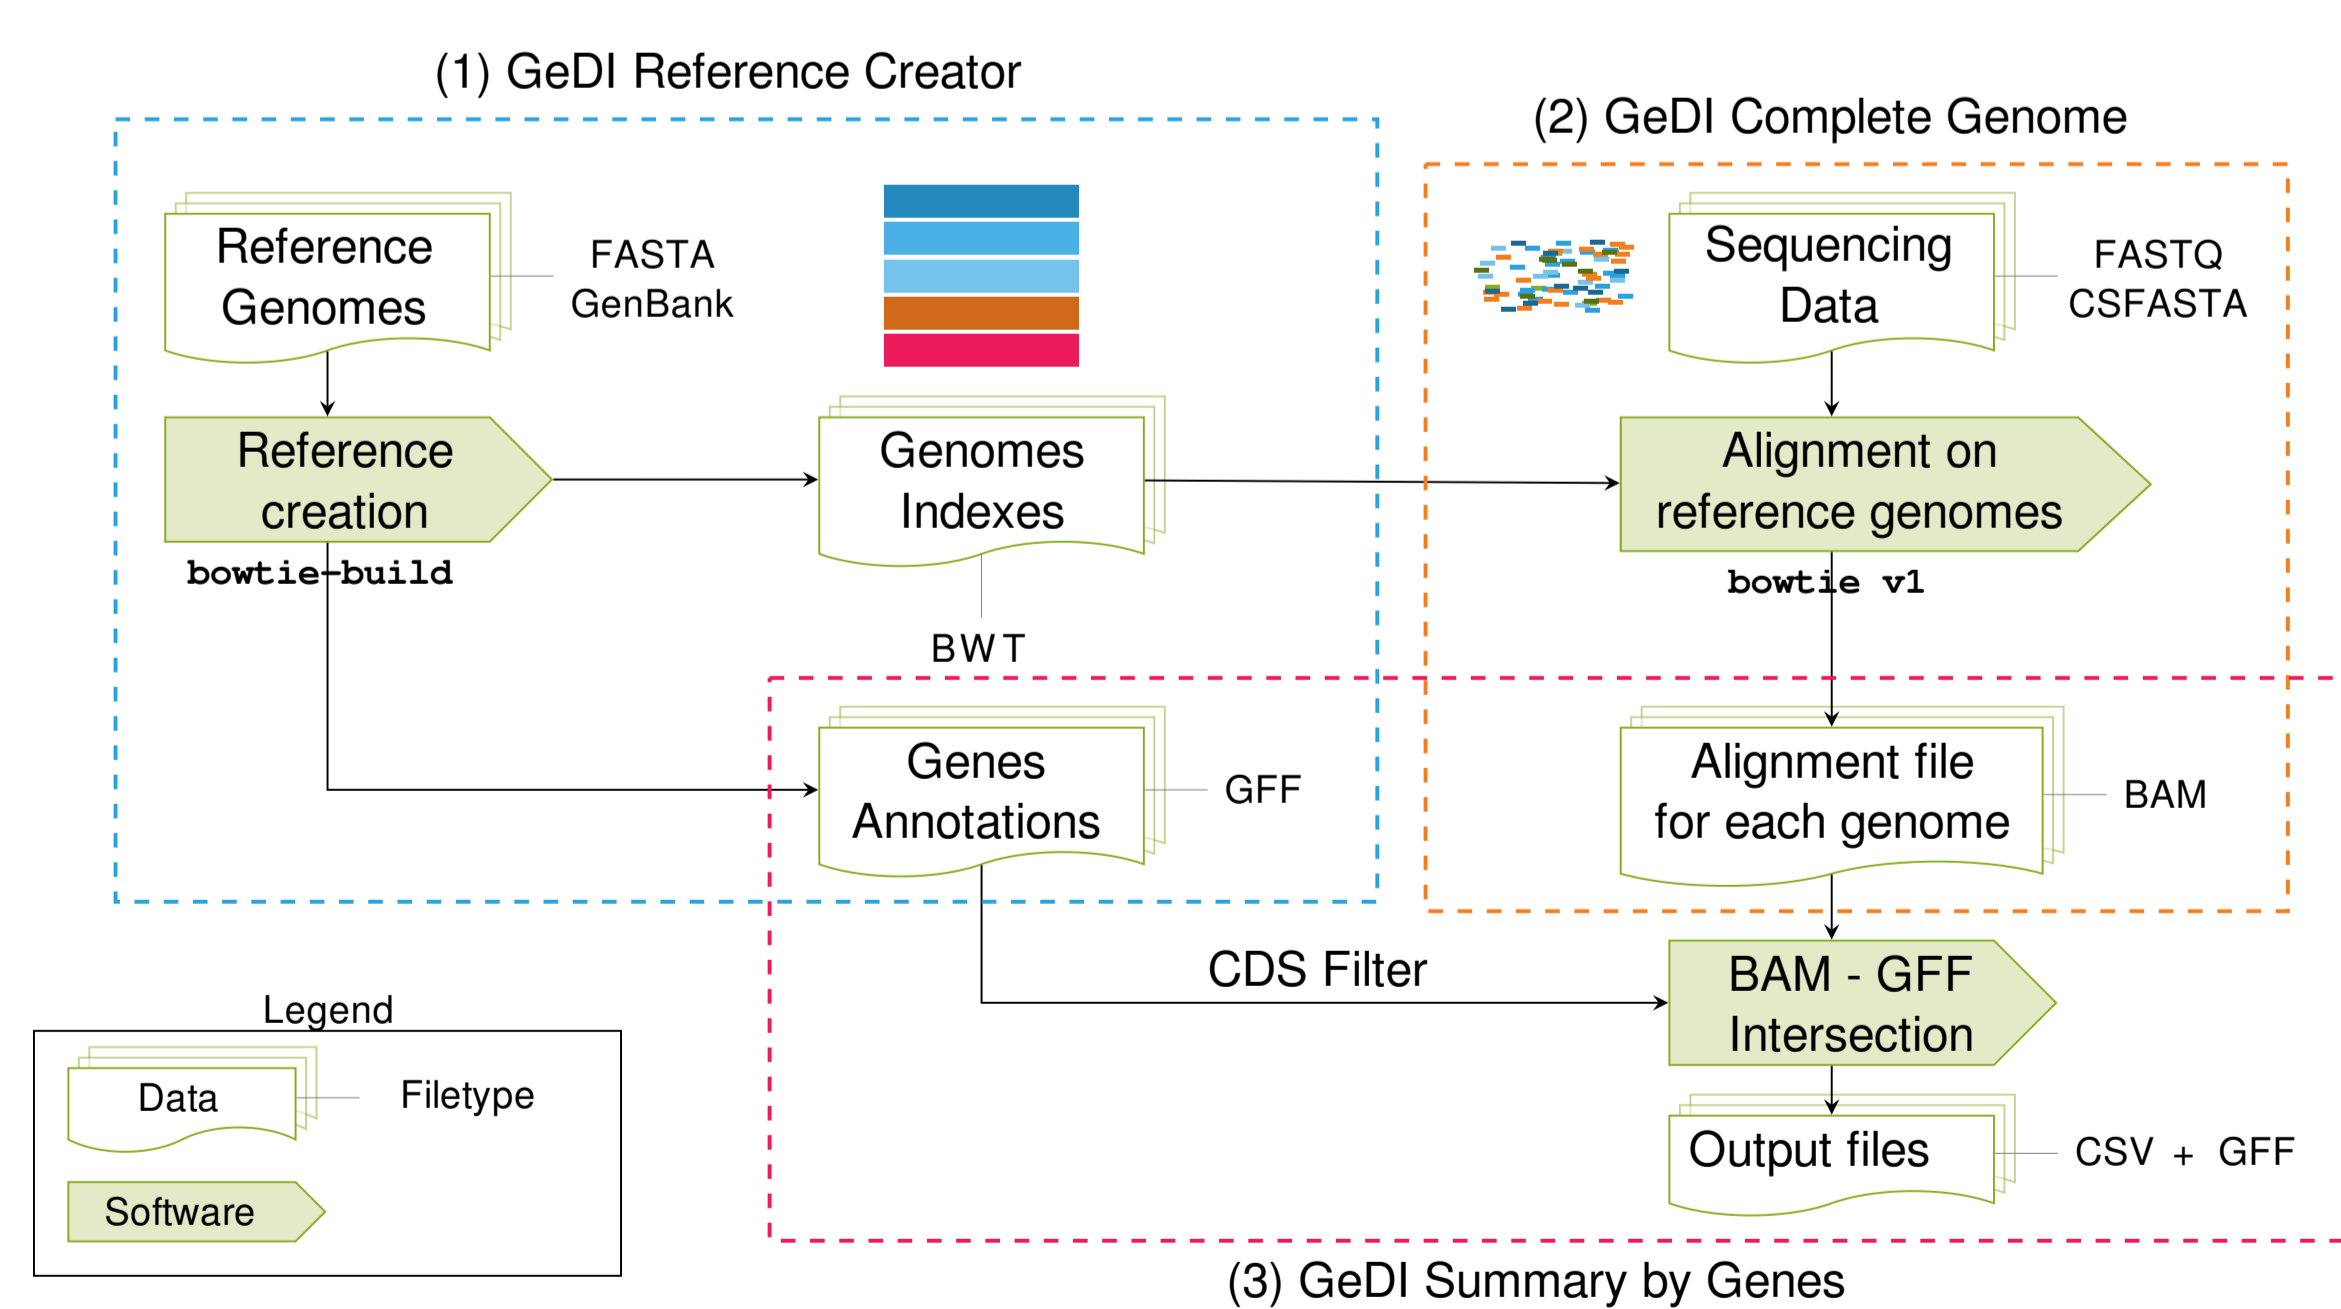 (1) GeDI Reference Creator
(2) GeDI Complete Genome
Reference
Genomes
FASTA
GenBank
Sequencing
Data
FASTQ
CSFASTA
Reference
creation
bowtie-build
Genomes
Indexes
BWT
Alignment on
reference genomes
bowtie v1
Genes
Annotations
GFF
Alignment file
for each genome
BAM
CDS Filter
BAM - GFF
Intersection
Output files
CSV + GFF
Legend
Data
Filetype
Software
(3) GeDI Summary by Genes